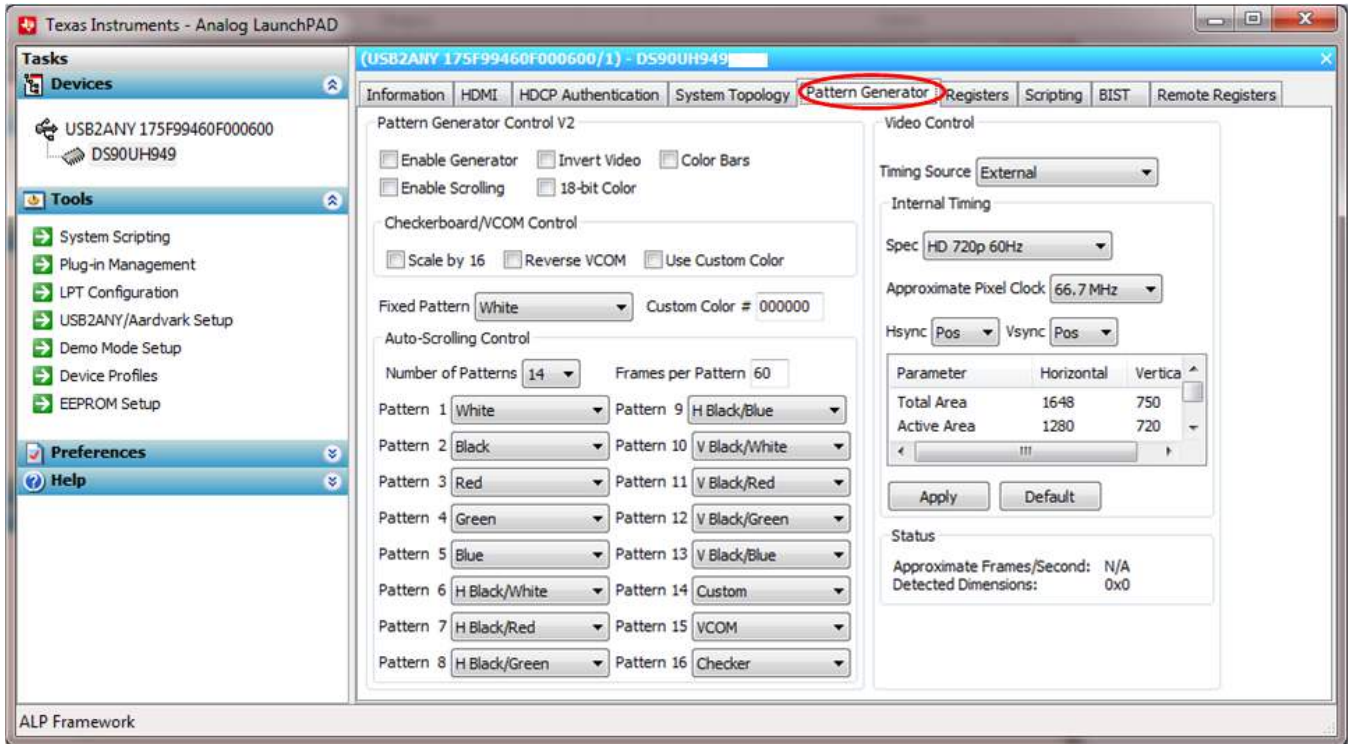 Texas Instruments - Analog LaunchPAD
Tasks
Devices
USB2ANY 175F99460F000600
DS90UH949
Tools
System Scripting
Plug-in Management
LPT Configuration
USB2ANY/Aardvark Setup
Demo Mode Setup
Device Profiles
EEPROM Setup
Preferences
Help
(USB2ANY 175F99460F000600/1) - DS90UH949
Information HDMI HDCP Authentication System Topology Pattern Generator Registers Scripting BIST Remote Registers
Pattern Generator Control V2
Enable Generator Invert Video Color Bars
Enable Scrolling 18-bit Color
Checkerboard/VCOM Control
Scale by 16 Reverse VCOM Use Custom Color
Fixed Pattern White Custom Color # 000000
Auto-Scrolling Control
Number of Patterns 14 Frames per Pattern 60
Pattern 1 White Pattern 9 H Black/Blue
Pattern 2 Black Pattern 10 V Black/White
Pattern 3 Red Pattern 11 V Black/Red
Pattern 4 Green Pattern 12 V Black/Green
Pattern 5 Blue Pattern 13 V Black/Blue
Pattern 6 H Black/White Pattern 14 Custom
Pattern 7 H Black/Red Pattern 15 VCOM
Pattern 8 H Black/Green Pattern 16 Checker
Video Control
Timing Source External
Internal Timing
Spec HD 720p 60Hz
Approximate Pixel Clock 66.7 MHz
Hsync Pos Vsync Pos
Parameter Horizontal Vertica
Total Area 1648 750
Active Area 1280 720
Apply Default
Status
Approximate Frames/Second: N/A
Detected Dimensions: 0x0
ALP Framework